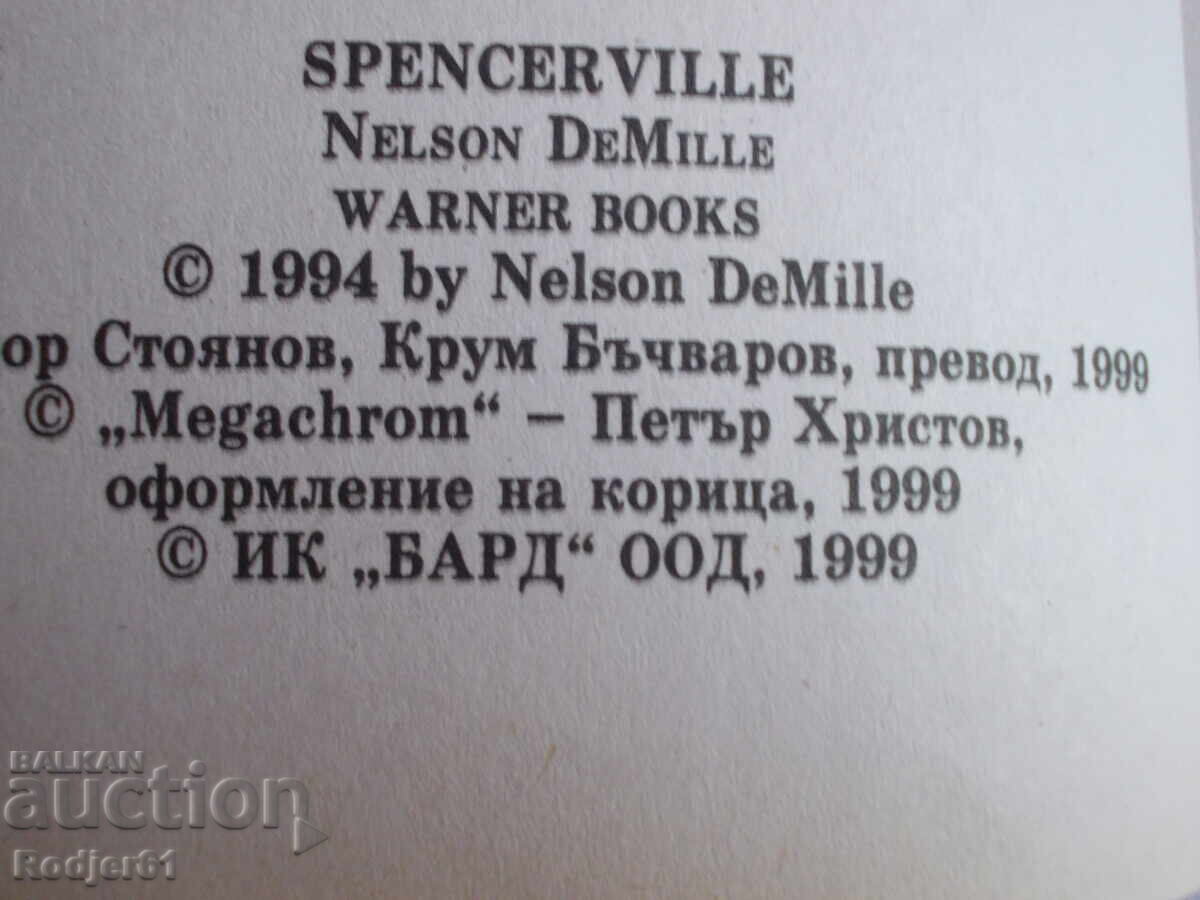 SPENCERVILLE
NELSON DEMILLE
WARNER BOOKS
© 1994 by Nelson DeMille
ор Стоянов, Крум Бъчваров, превод, 1999
© „Megachrom“ – Петър Христов,
оформление на корица, 1999
© ИК „БАРД“ ООД, 1999
BALKAN
auction
Rodjer61